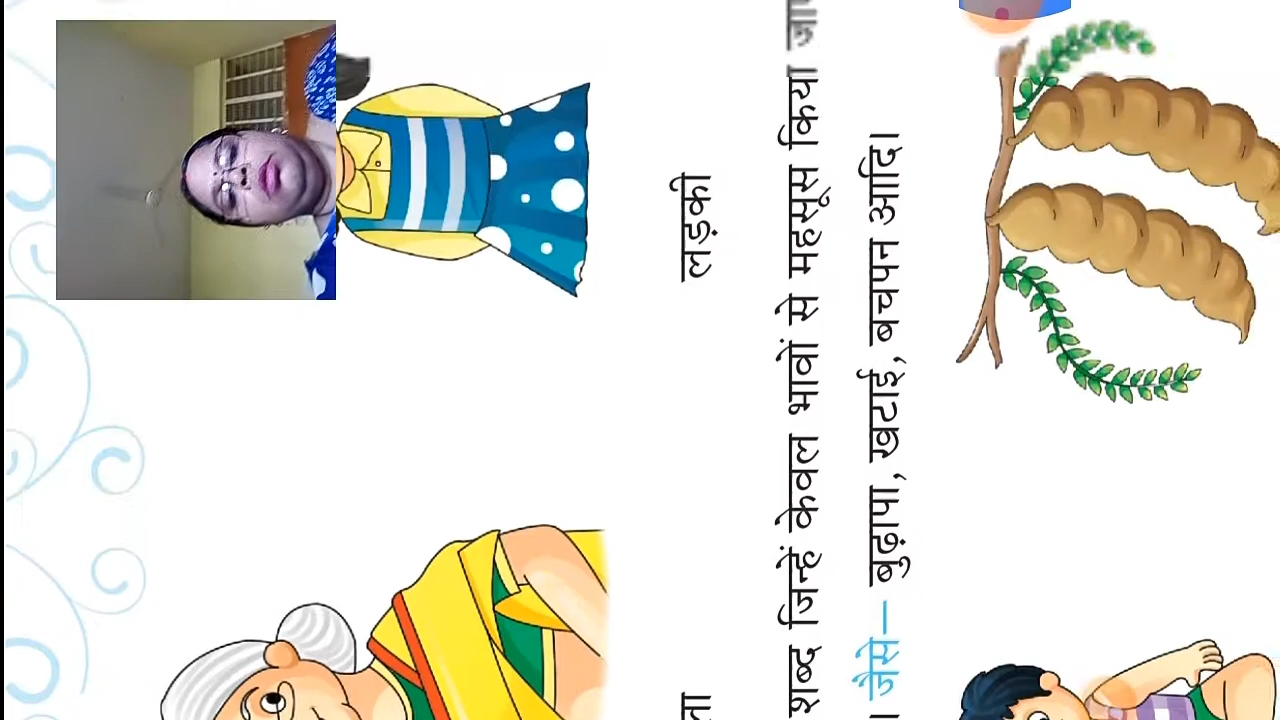 लड़की
शब्द जिन्हें केवल भावों से महसूस किया
। जैसे— बुढ़ापा, खटाई, बचपन आदि।